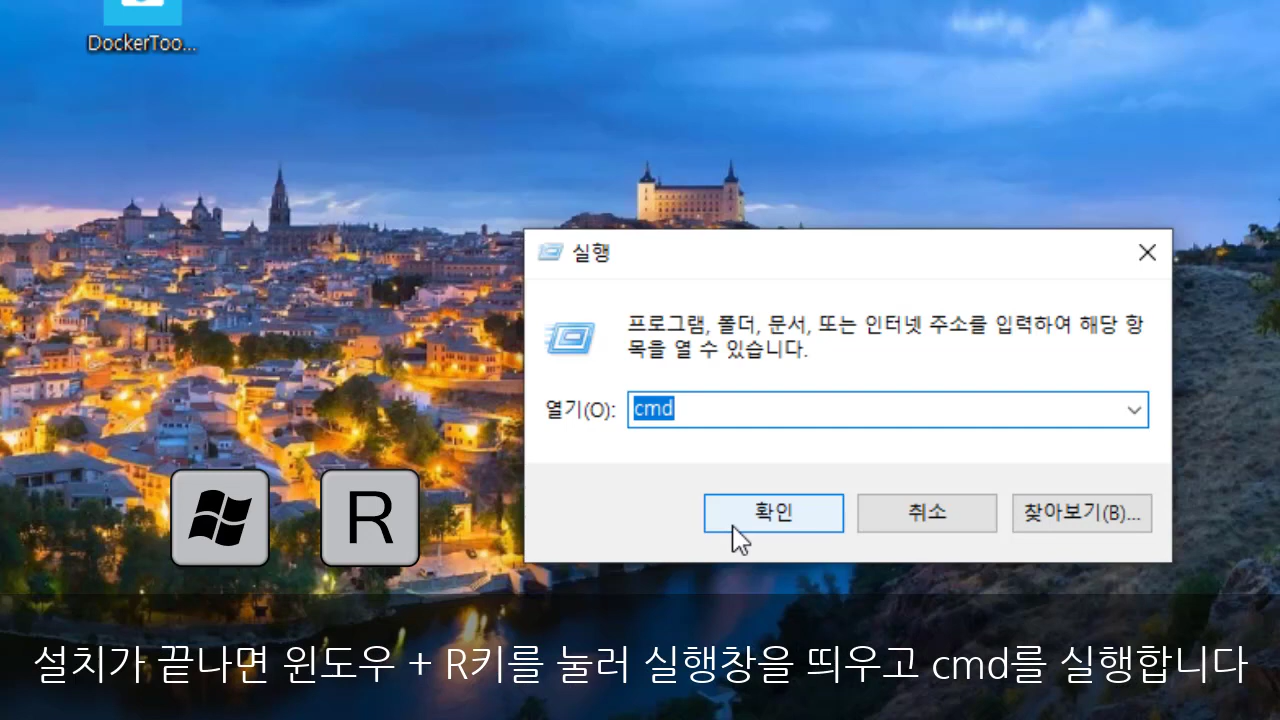 DockerToo...
실행
프로그램, 폴더, 문서, 또는 인터넷 주소를 입력하여 해당 항
목을 열 수 있습니다.
열기(O):
cmd
확인
취소
찾아보기(B)...
R
설치가 끝나면 윈도우 + R키를 눌러 실행창을 띄우고 cmd를 실행합니다